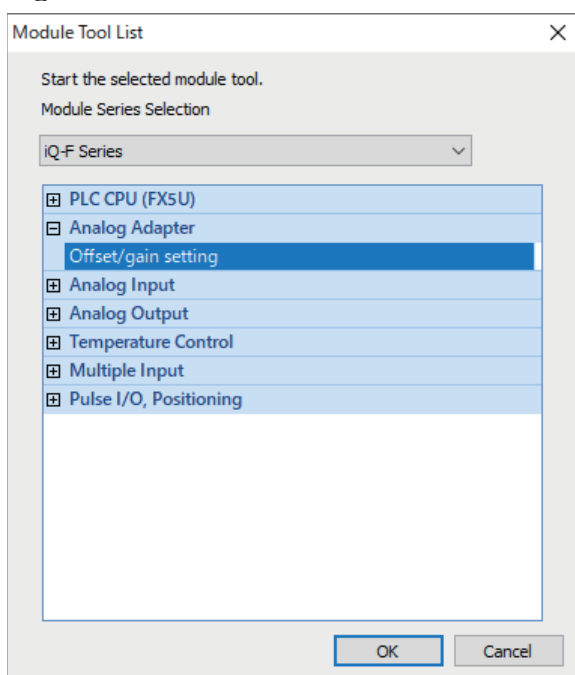 Module Tool List
Start the selected module tool.
Module Series Selection
iQ-F Series
PLC CPU (FX5U)
Analog Adapter
Offset/gain setting
Analog Input
Analog Output
Temperature Control
Multiple Input
Pulse I/O, Positioning
OK Cancel